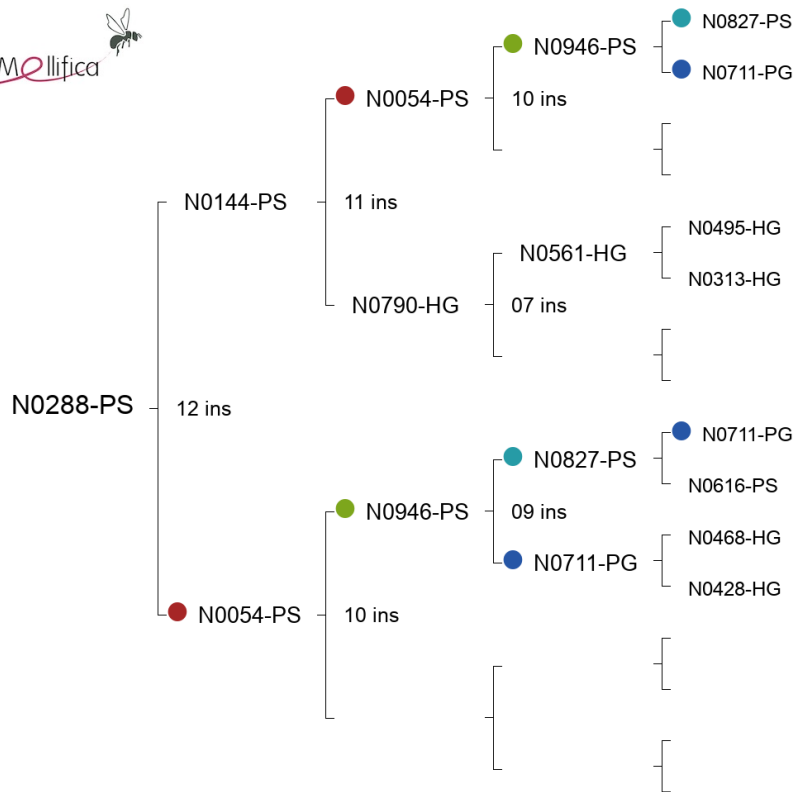 Mellifica
N0827-PS
N0946-PS
N0711-PG
N0054-PS
10 ins
N0144-PS
11 ins
N0495-HG
N0561-HG
N0313-HG
N0790-HG
07 ins
N0288-PS
12 ins
N0711-PG
N0827-PS
N0616-PS
N0946-PS
09 ins
N0468-HG
N0711-PG
N0428-HG
N0054-PS
10 ins